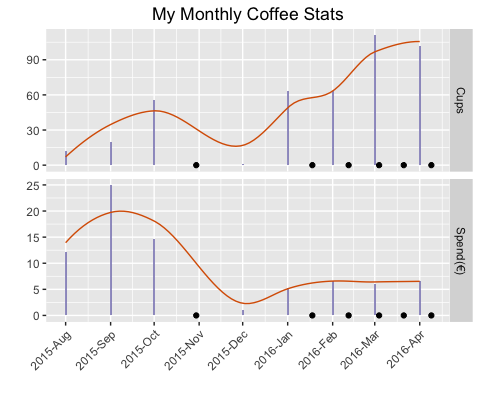 My Monthly Coffee Stats
90
60
30
0
Cups
25
20
15
10
5
0
Spend(€)
2015-Aug
2015-Sep
2015-Oct
2015-Nov
2015-Dec
2016-Jan
2016-Feb
2016-Mar
2016-Apr